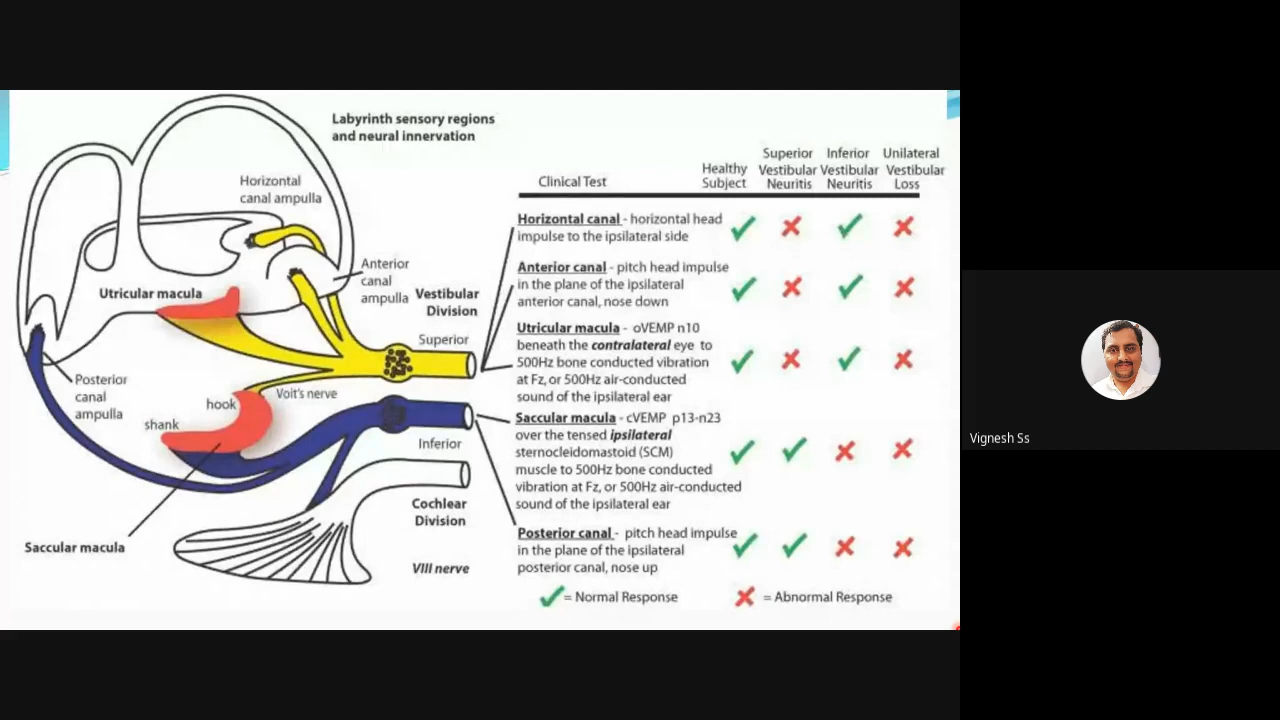 Labyrinth sensory regions
and neural innervation
Horizontal
canal ampulla
Anterior
canal
ampulla
Utricular macula
Vestibular
Division
Superior
Posterior
canal
ampulla
hook
Voit's nerve
shank
Inferior
Cochlear
Division
Saccular macula
VIII nerve
Clinical Test
Healthy
Subject
Superior
Vestibular
Neuritis
Inferior
Vestibular
Neuritis
Unilateral
Vestibular
Loss
Horizontal canal - horizontal head
impulse to the ipsilateral side
Anterior canal - pitch head impulse
in the plane of the ipsilateral
anterior canal, nose down
Utricular macula - oVEMP n10
beneath the contralateral eye to
500Hz bone conducted vibration
at Fz, or 500Hz air-conducted
sound of the ipsilateral ear
Saccular macula - cVEMP p13-n23
over the tensed ipsilateral
sternocleidomastoid (SCM)
muscle to 500Hz bone conducted
vibration at Fz, or 500Hz air-conducted
sound of the ipsilateral ear
Posterior canal - pitch head impulse
in the plane of the ipsilateral
posterior canal, nose up
= Normal Response
= Abnormal Response
Vignesh Ss